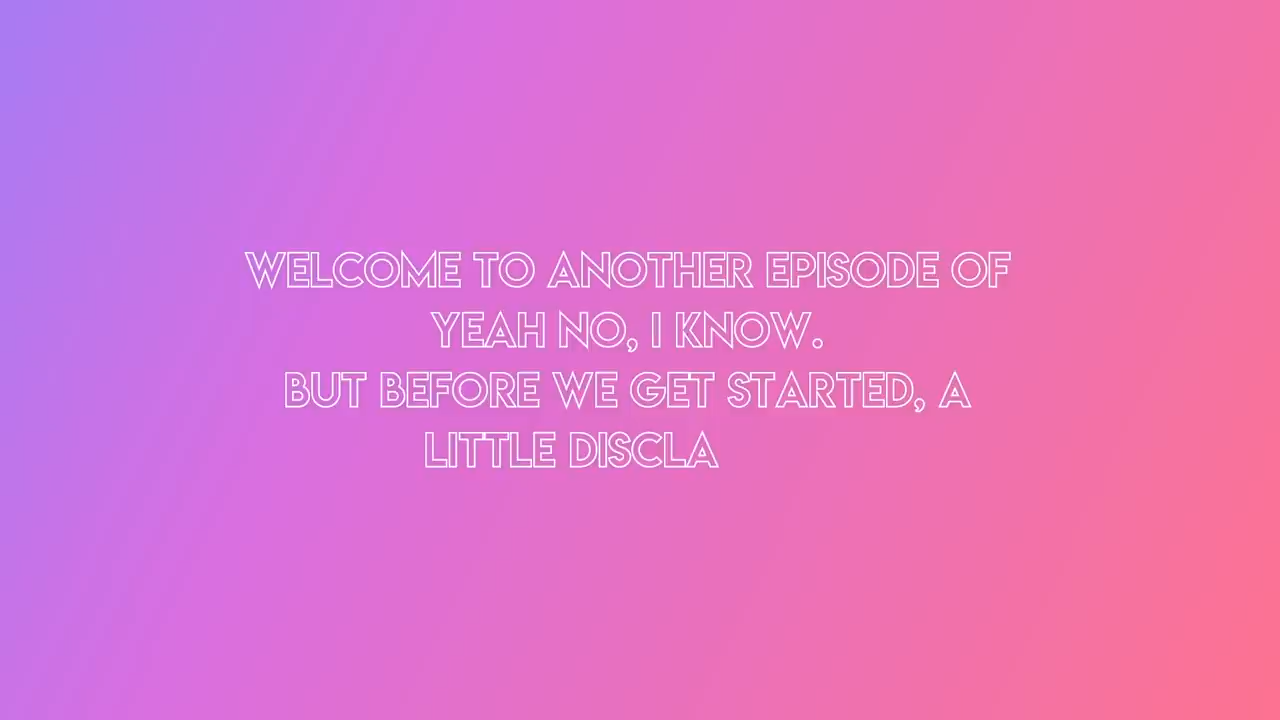 WELCOME TO ANOTHER EPISODE OF
YEAH NO, I KNOW.
BUT BEFORE WE GET STARTED, A
LITTLE DISCLA